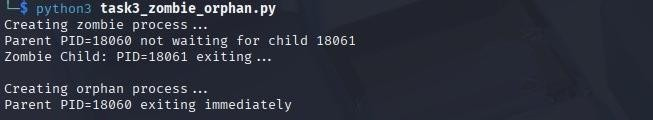 └─$ python3 task3_zombie_orphan.py
Creating zombie process...
Parent PID=18060 not waiting for child 18061
Zombie Child: PID=18061 exiting...

Creating orphan process...
Parent PID=18060 exiting immediately